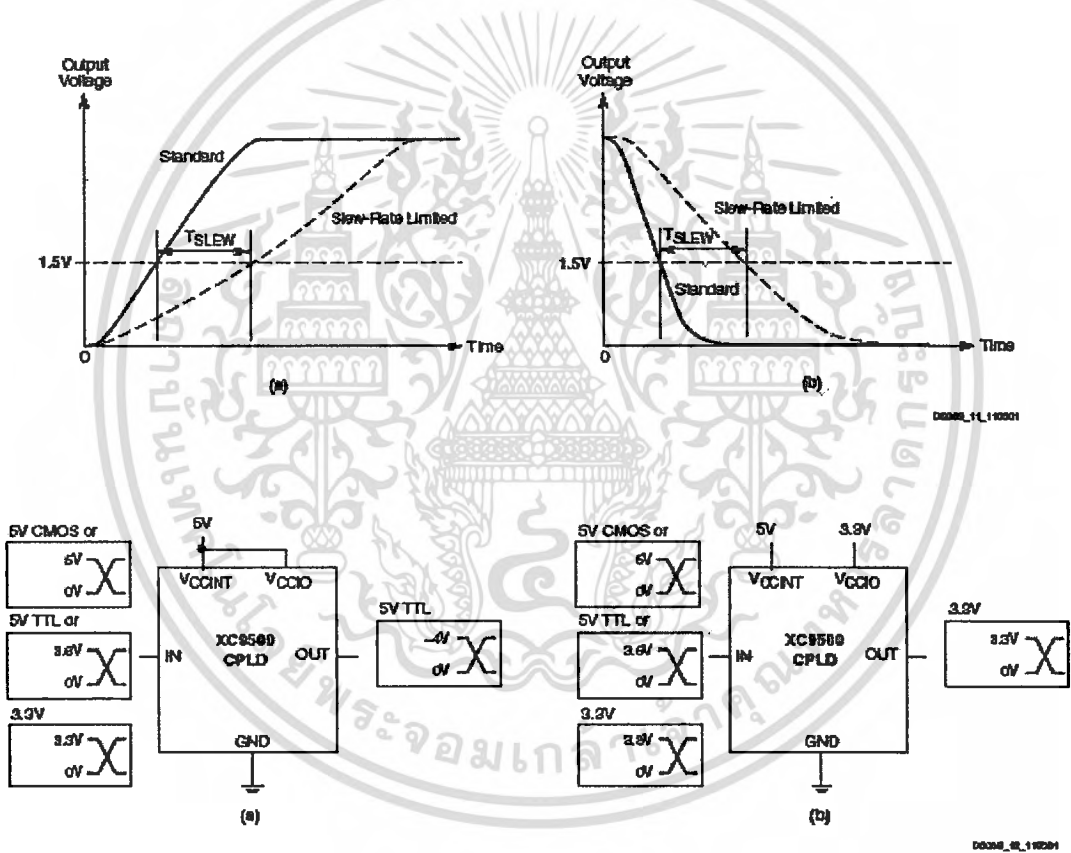 Output
Voltage
Standard
Slew-Rate Limited
TSLEW
1.5V
0
Time
(a)
Output
Voltage
Slew-Rate Limited
TSLEW
1.5V
Standard
0
Time
(b)
5V CMOS or
5V
0V
5V TTL or
3.6V
0V
3.3V
3.3V
0V
5V
VCCINT VCCIO
IN
XC9500
CPLD
OUT
GND
(a)
5V TTL
~4V
0V
5V CMOS or
5V
0V
5V TTL or
3.6V
0V
3.3V
3.3V
0V
5V 3.3V
VCCINT VCCIO
IN
XC9500
CPLD
OUT
GND
(b)
3.3V
3.3V
0V